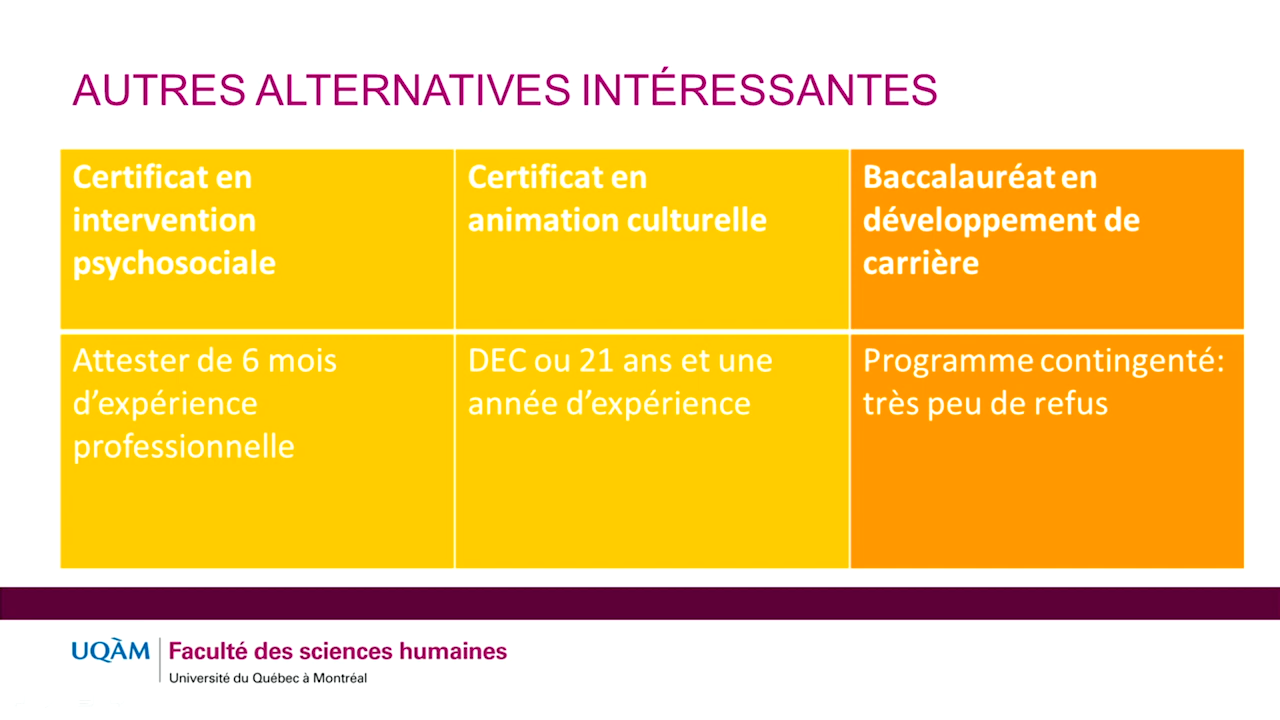 AUTRES ALTERNATIVES INTÉRESSANTES
Certificat en
intervention
psychosociale
Certificat en
animation culturelle
Baccalauréat en
développement de
carrière
Attester de 6 mois
d’expérience
professionnelle
DEC ou 21 ans et une
année d’expérience
Programme contingenté:
très peu de refus
UQÀM
Faculté des sciences humaines
Université du Québec à Montréal